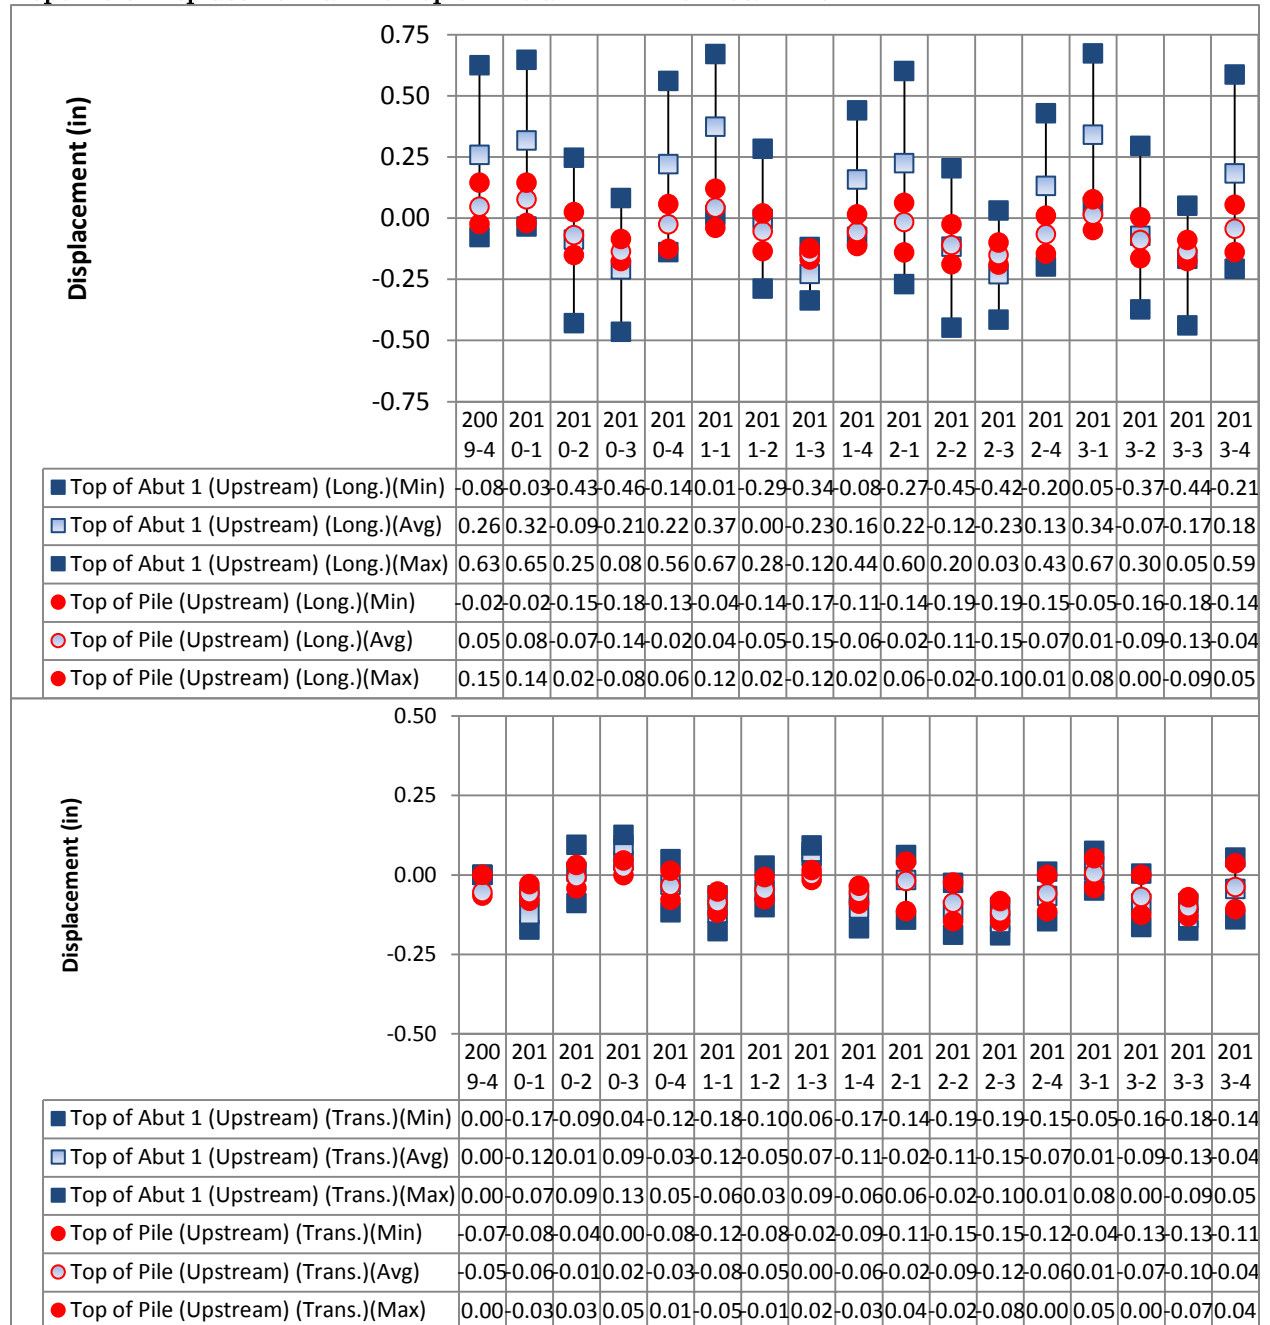 0.75
0.50
0.25
0.00
-0.25
-0.50
-0.75
Displacement (in)
200 201 201 201 201 201 201 201 201 201 201 201 201 201 201 201 201
9-4 0-1 0-2 0-3 0-4 1-1 1-2 1-3 1-4 2-1 2-2 2-3 2-4 3-1 3-2 3-3 3-4
Top of Abut 1 (Upstream) (Long.)(Min) -0.08 -0.03 -0.43 -0.46 -0.14 0.01 -0.29 -0.34 -0.08 -0.27 -0.45 -0.42 -0.20 0.05 -0.37 -0.44 -0.21
Top of Abut 1 (Upstream) (Long.)(Avg) 0.26 0.32 -0.09 -0.21 0.22 0.37 0.00 -0.23 0.16 0.22 -0.12 -0.23 0.13 0.34 -0.07 -0.17 0.18
Top of Abut 1 (Upstream) (Long.)(Max) 0.63 0.65 0.25 0.08 0.56 0.67 0.28 -0.12 0.44 0.60 0.20 0.03 0.43 0.67 0.30 0.05 0.59
Top of Pile (Upstream) (Long.)(Min) -0.02 -0.02 -0.15 -0.18 -0.13 -0.04 -0.14 -0.17 -0.11 -0.14 -0.19 -0.19 -0.15 -0.05 -0.16 -0.18 -0.14
Top of Pile (Upstream) (Long.)(Avg) 0.05 0.08 -0.07 -0.14 -0.02 0.04 -0.05 -0.15 -0.06 -0.02 -0.11 -0.15 -0.07 0.01 -0.09 -0.13 -0.04
Top of Pile (Upstream) (Long.)(Max) 0.15 0.14 0.02 -0.08 0.06 0.12 0.02 -0.12 0.02 0.06 -0.02 -0.10 0.01 0.08 0.00 -0.09 0.05
0.50
0.25
0.00
-0.25
-0.50
Displacement (in)
200 201 201 201 201 201 201 201 201 201 201 201 201 201 201 201 201
9-4 0-1 0-2 0-3 0-4 1-1 1-2 1-3 1-4 2-1 2-2 2-3 2-4 3-1 3-2 3-3 3-4
Top of Abut 1 (Upstream) (Trans.)(Min) 0.00 -0.17 -0.09 0.04 -0.12 -0.18 -0.10 0.06 -0.17 -0.14 -0.19 -0.19 -0.15 -0.05 -0.16 -0.18 -0.14
Top of Abut 1 (Upstream) (Trans.)(Avg) 0.00 -0.12 0.01 0.09 -0.03 -0.12 -0.05 0.07 -0.11 -0.02 -0.11 -0.15 -0.07 0.01 -0.09 -0.13 -0.04
Top of Abut 1 (Upstream) (Trans.)(Max) 0.00 -0.07 0.09 0.13 0.05 -0.06 0.03 0.09 -0.06 0.06 -0.02 -0.10 0.01 0.08 0.00 -0.09 0.05
Top of Pile (Upstream) (Trans.)(Min) -0.07 -0.08 -0.04 0.00 -0.08 -0.12 -0.08 -0.02 -0.09 -0.11 -0.15 -0.15 -0.12 -0.04 -0.13 -0.13 -0.11
Top of Pile (Upstream) (Trans.)(Avg) -0.05 -0.06 -0.01 0.02 -0.03 -0.08 -0.05 0.00 -0.06 -0.02 -0.09 -0.12 -0.06 0.01 -0.07 -0.10 -0.04
Top of Pile (Upstream) (Trans.)(Max) 0.00 -0.03 0.03 0.05 0.01 -0.05 -0.01 0.02 -0.03 0.04 -0.02 -0.08 0.00 0.05 0.00 -0.07 0.04